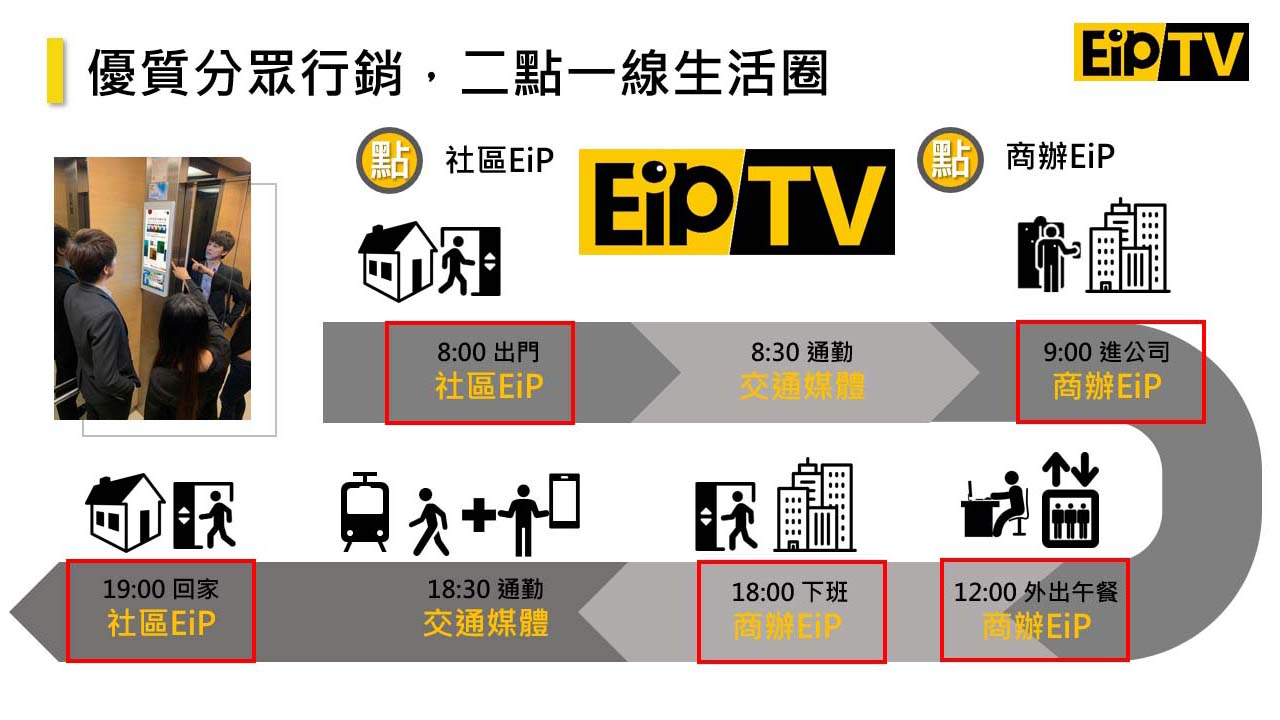 優質分眾行銷，二點一線生活圈
EiPTV
點 社區EiP
EiPTV
點 商辦EiP
8:00 出門
社區EiP
8:30 通勤
交通媒體
9:00 進公司
商辦EiP
19:00 回家
社區EiP
18:30 通勤
交通媒體
18:00 下班
商辦EiP
12:00 外出午餐
商辦EiP